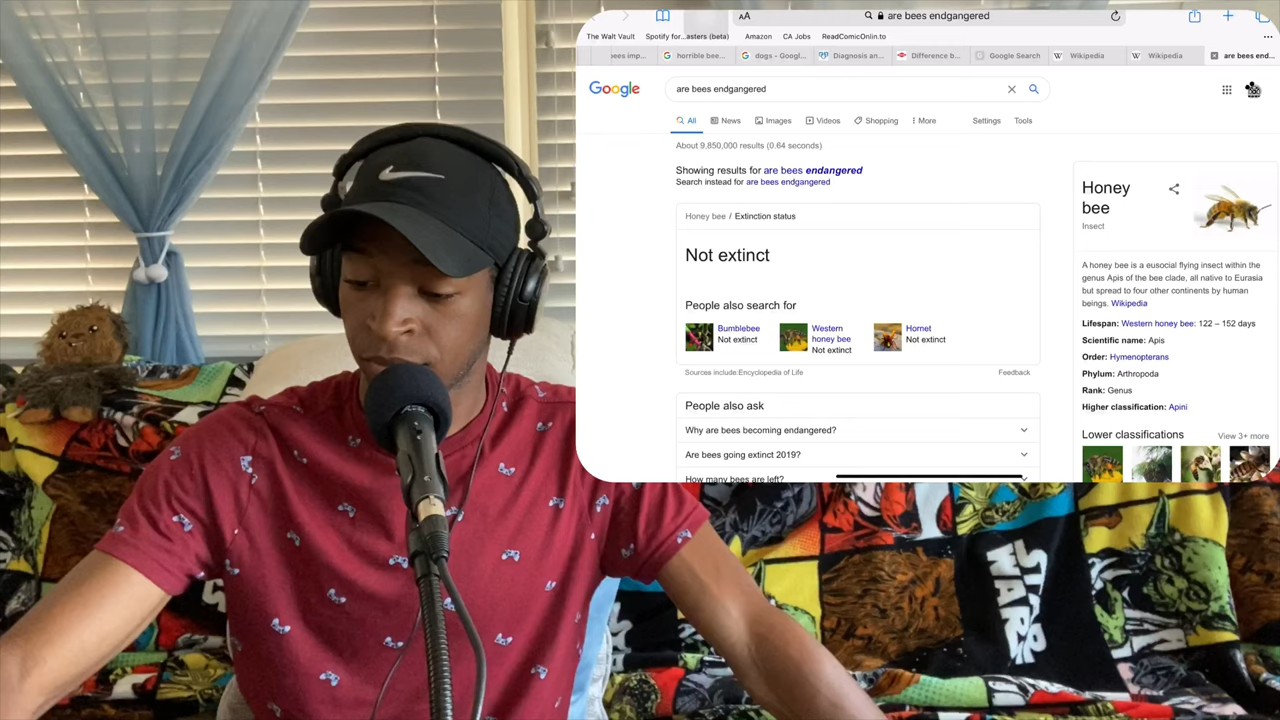 AA are bees endgangered
The Walt Vault Spotify for...asters (beta) Amazon CA Jobs ReadComicOnlin.to ...
ees imp... horrible bee... dogs - Googl... Diagnosis an... Difference b... Google Search Wikipedia Wikipedia are bees end...
Google are bees endgangered
All News Images Videos Shopping More Settings Tools
About 9,850,000 results (0.64 seconds)
Showing results for are bees endangered
Search instead for are bees endgangered
Honey bee / Extinction status
Not extinct
People also search for
Bumblebee
Not extinct
Western
honey bee
Not extinct
Hornet
Not extinct
Sources include:Encyclopedia of Life Feedback
People also ask
Why are bees becoming endangered?
Are bees going extinct 2019?
How many bees are left?
Honey
bee
Insect
A honey bee is a eusocial flying insect within the
genus Apis of the bee clade, all native to Eurasia
but spread to four other continents by human
beings. Wikipedia
Lifespan: Western honey bee: 122 – 152 days
Scientific name: Apis
Order: Hymenopterans
Phylum: Arthropoda
Rank: Genus
Higher classification: Apini
Lower classifications View 3+ more
STAR
WARS